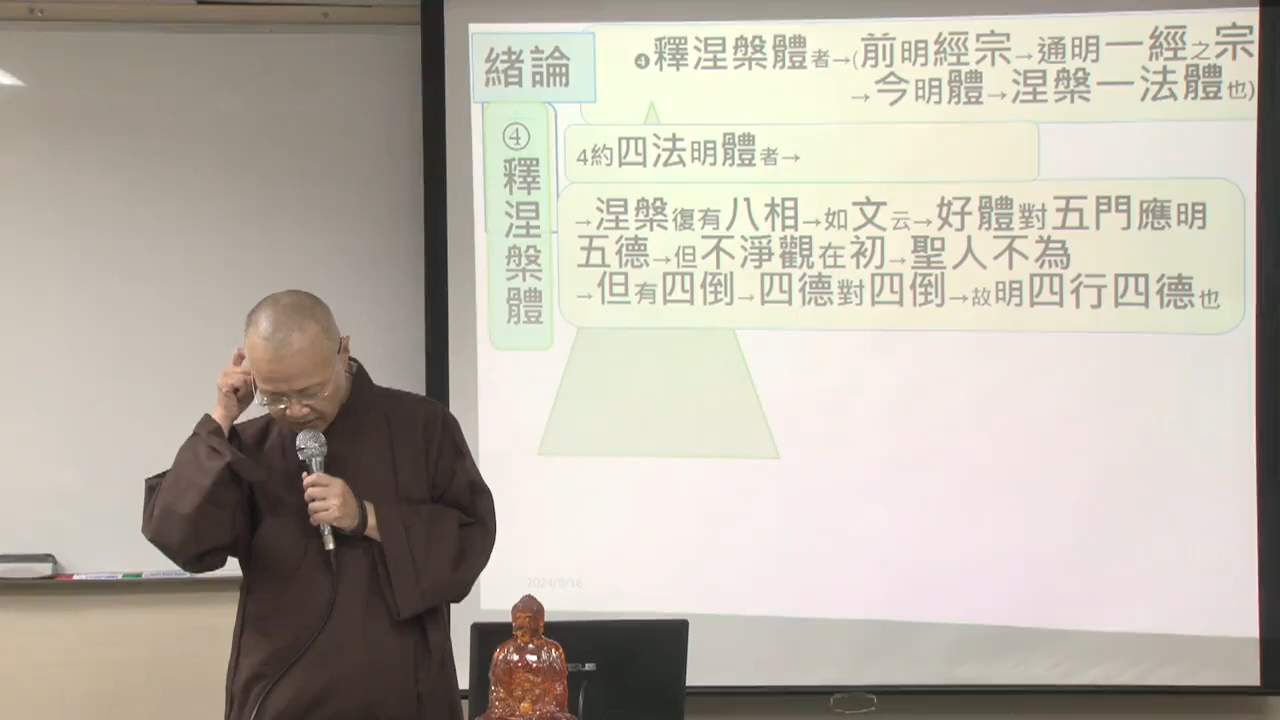 緒論
④釋涅槃體
❹釋涅槃體者→(前明經宗→通明一經之宗
→今明體→涅槃一法體也)
4約四法明體者→
→涅槃復有八相→如文云→好體對五門應明
五德→但不淨觀在初→聖人不為
→但有四倒→四德對四倒→故明四行四德也